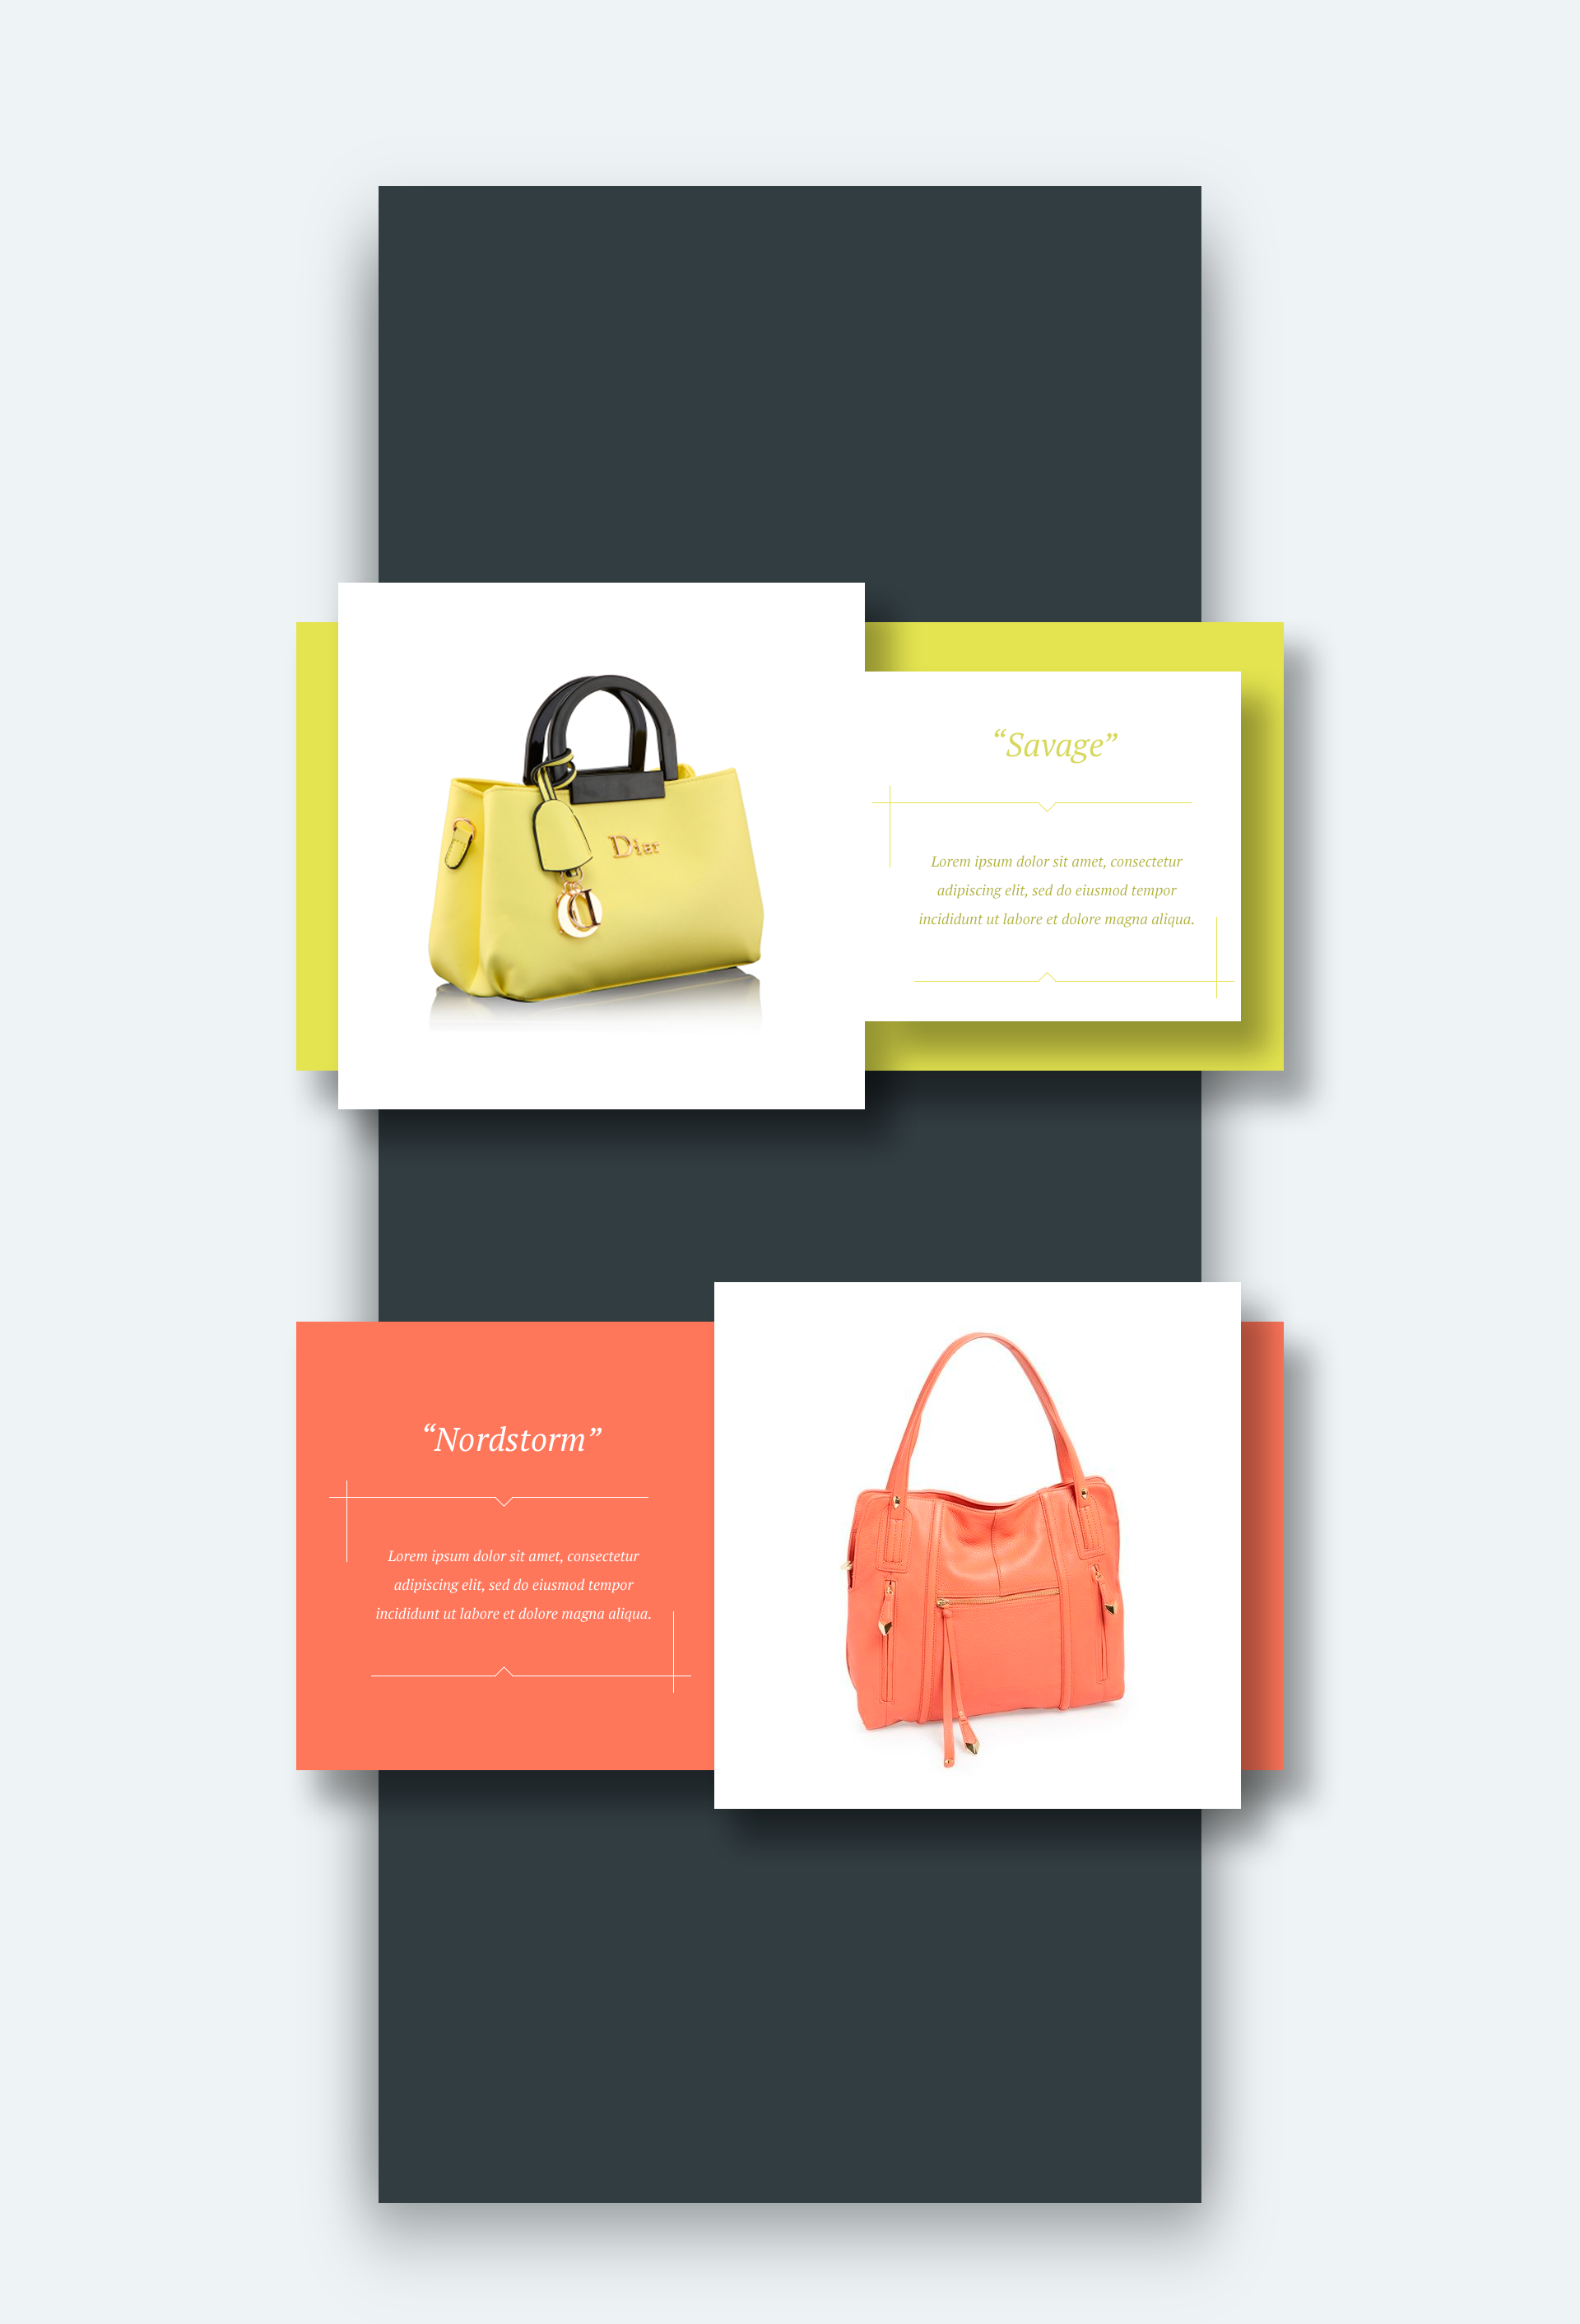 Dior
“Savage”
Lorem ipsum dolor sit amet, consectetur
adipiscing elit, sed do eiusmod tempor
incididunt ut labore et dolore magna aliqua.
“Nordstorm”
Lorem ipsum dolor sit amet, consectetur
adipiscing elit, sed do eiusmod tempor
incididunt ut labore et dolore magna aliqua.